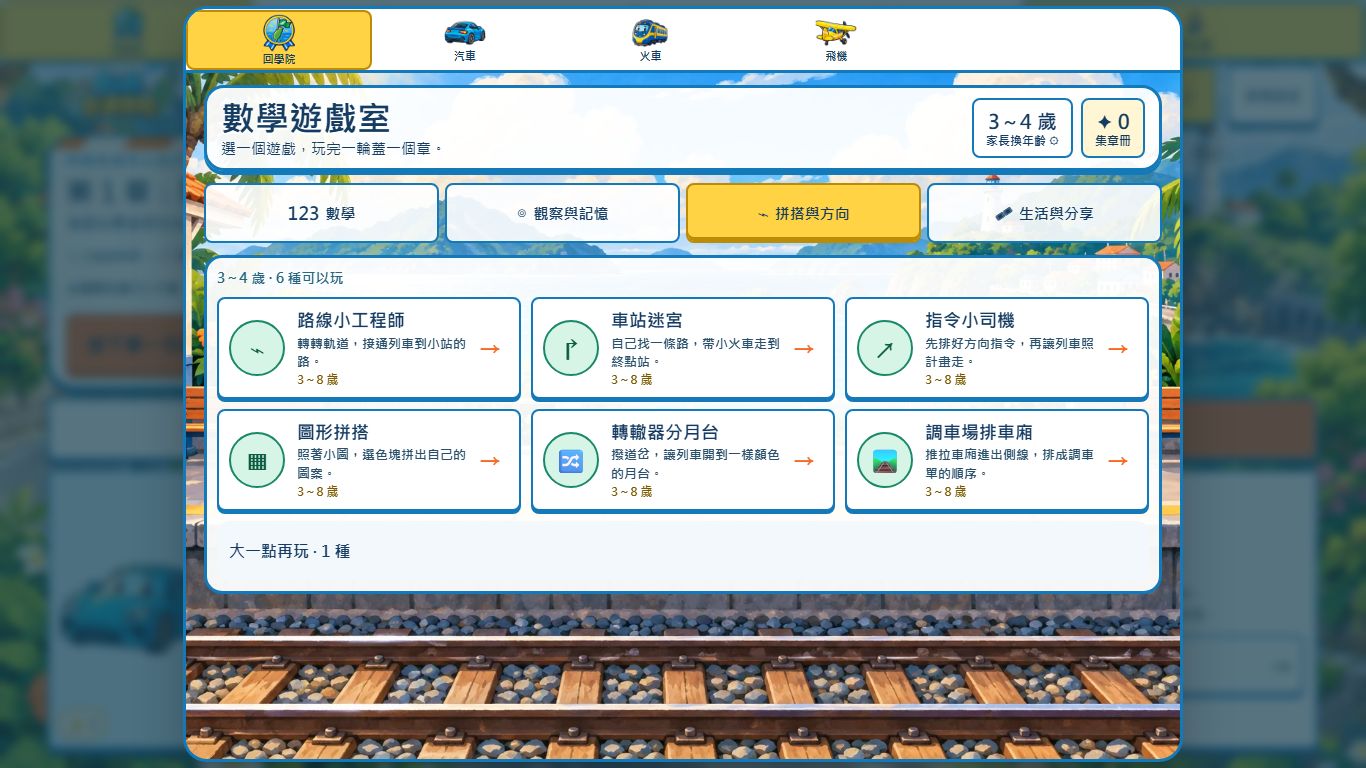 回學院
汽車
火車
飛機
數學遊戲室
選一個遊戲，玩完一輪蓋一個章。
3～4 歲
家長換年齡 ⚙
✦ 0
集章冊
123 數學
◎ 觀察與記憶
拼搭與方向
生活與分享
3～4 歲 · 6 種可以玩
路線小工程師
轉轉軌道，接通列車到小站的
路。
3～8 歲
→
車站迷宮
自己找一條路，帶小火車走到
終點站。
3～8 歲
→
指令小司機
先排好方向指令，再讓列車照
計畫走。
3～8 歲
→
圖形拼搭
照著小圖，選色塊拼出自己的
圖案。
3～8 歲
→
轉轍器分月台
撥道岔，讓列車開到一樣顏色
的月台。
3～8 歲
→
調車場排車廂
推拉車廂進出側線，排成調車
單的順序。
3～8 歲
→
大一點再玩 · 1 種